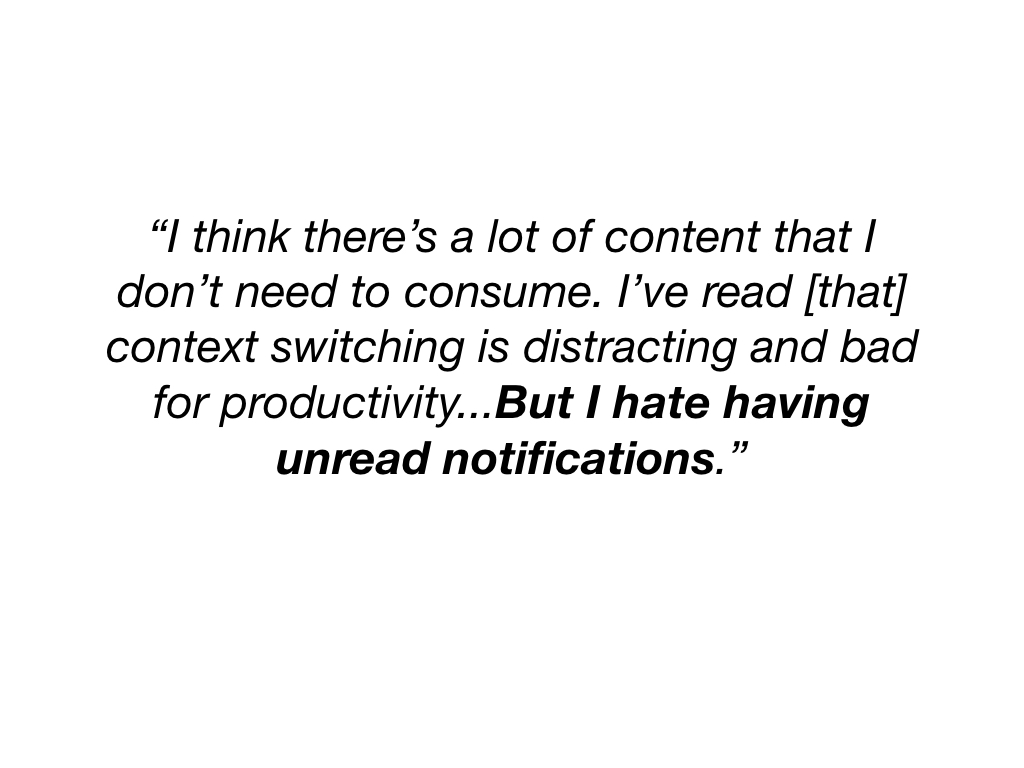 “I think there’s a lot of content that I
don’t need to consume. I’ve read [that]
context switching is distracting and bad
for productivity...But I hate having
unread notifications.”